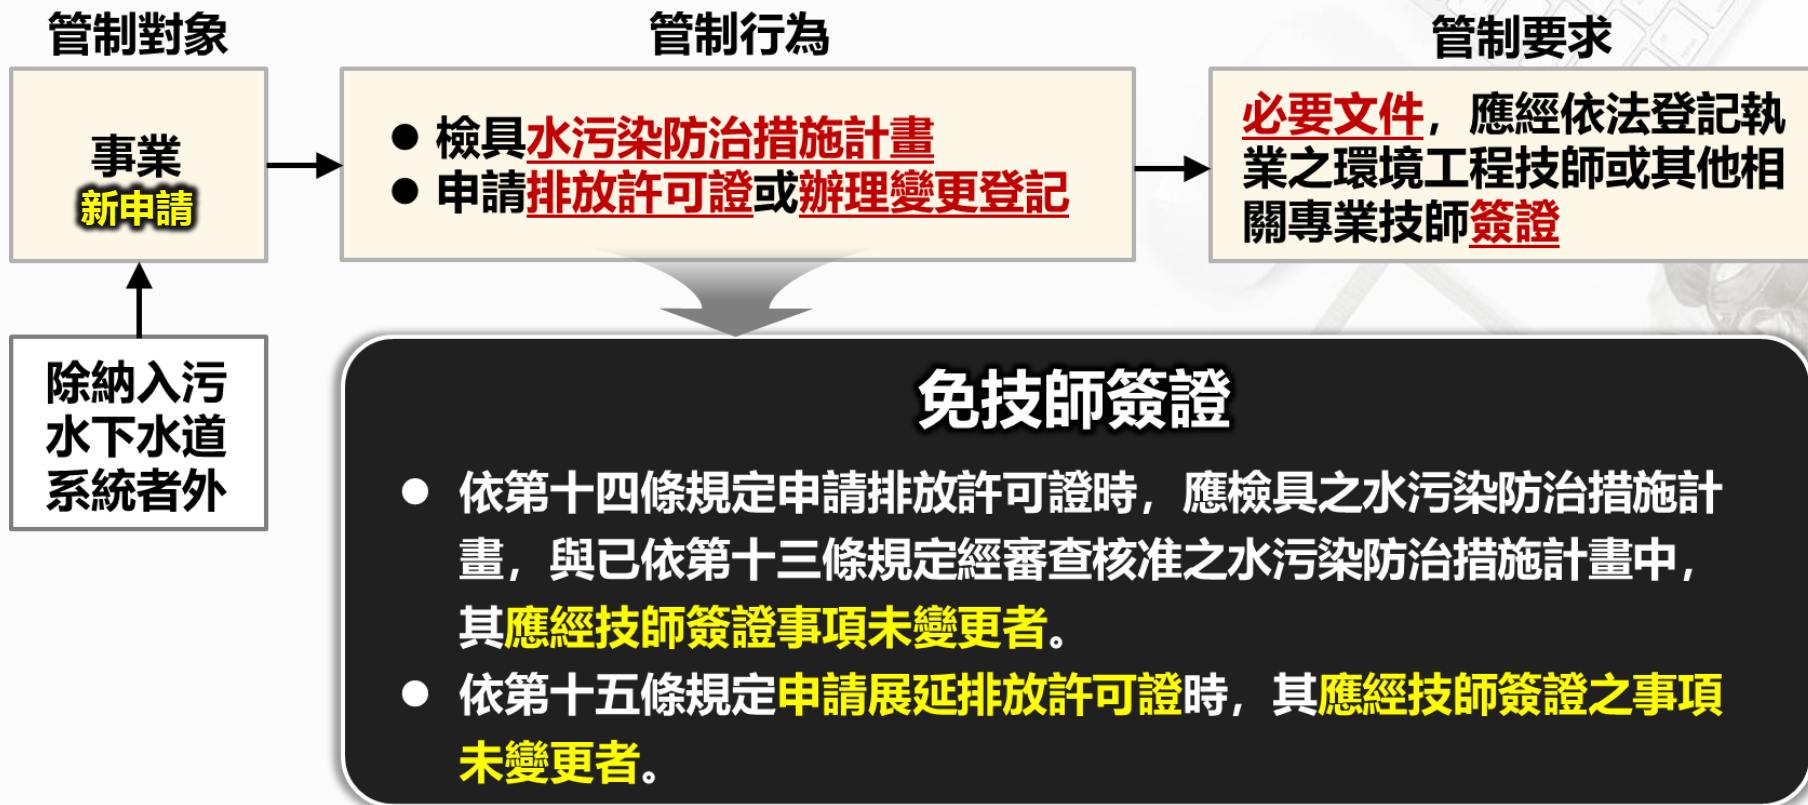 管制對象
管制行為
管制要求
事業
新申請
● 檢具水污染防治措施計畫
● 申請排放許可證或辦理變更登記
必要文件，應經依法登記執
業之環境工程技師或其他相
關專業技師簽證
除納入污
水下水道
系統者外
免技師簽證
● 依第十四條規定申請排放許可證時，應檢具之水污染防治措施計
畫，與已依第十三條規定經審查核准之水污染防治措施計畫中，
其應經技師簽證事項未變更者。
● 依第十五條規定申請展延排放許可證時，其應經技師簽證之事項
未變更者。